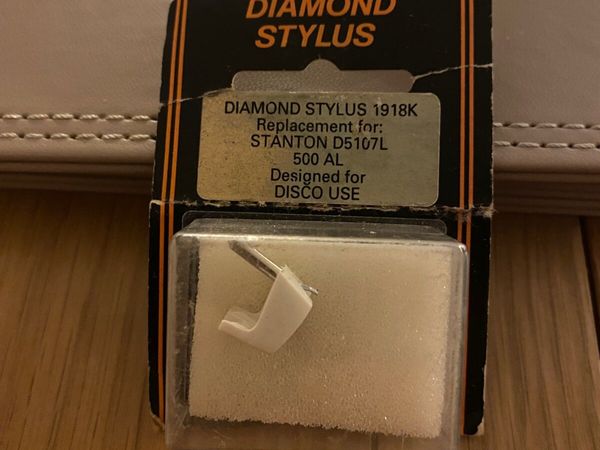 DIAMOND
STYLUS
DIAMOND STYLUS 1918K
Replacement for:
STANTON D5107L
500 AL
Designed for
DISCO USE